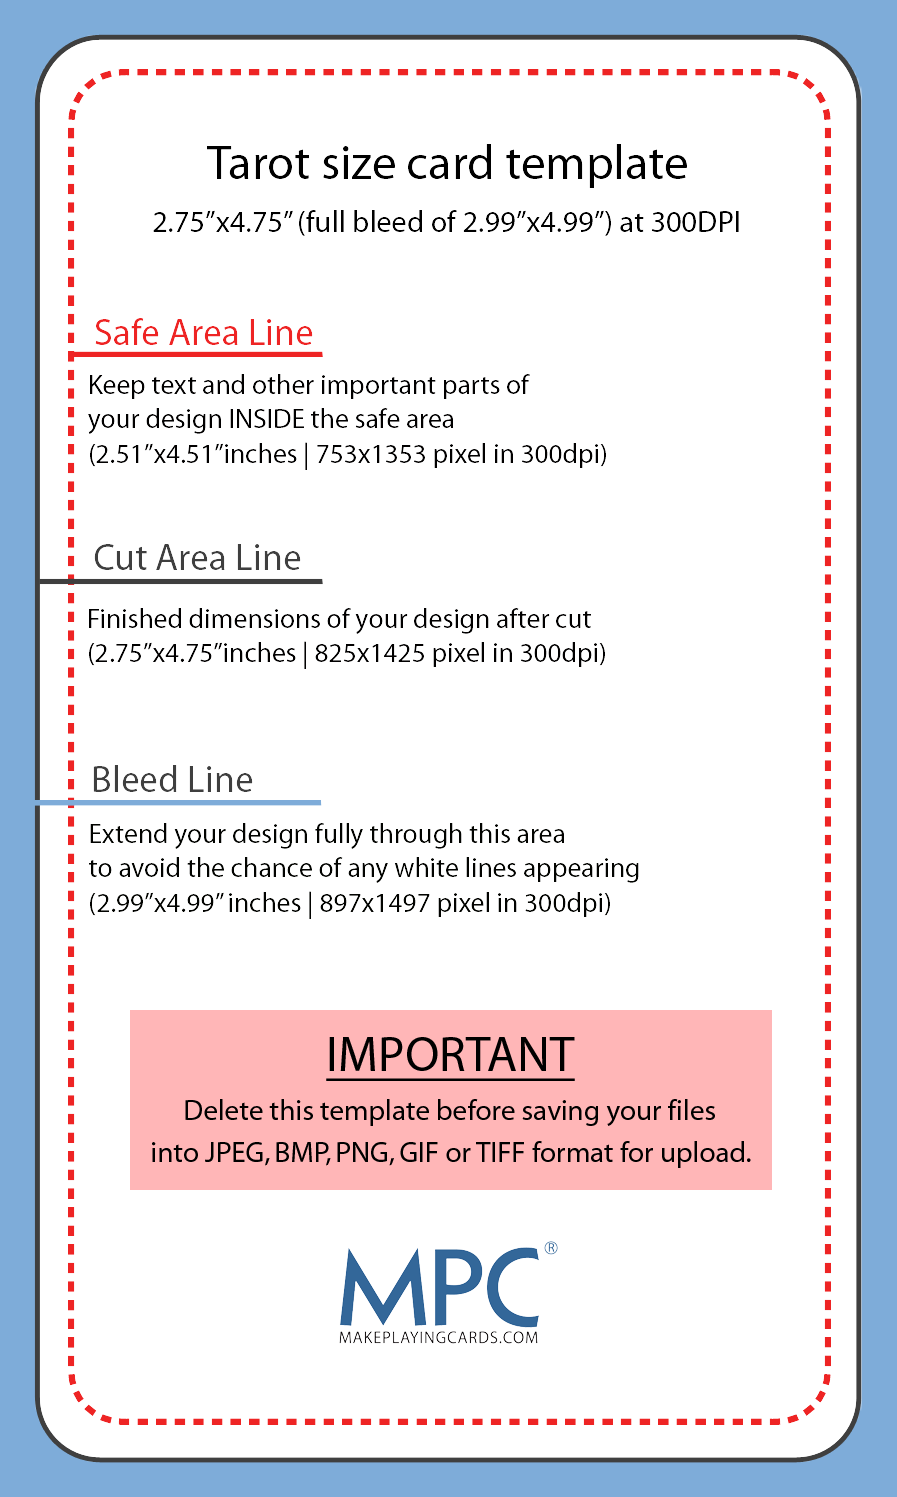 Tarot size card template
2.75”x4.75” (full bleed of 2.99”x4.99”) at 300DPI
Safe Area Line
Keep text and other important parts of
your design INSIDE the safe area
(2.51”x4.51”inches | 753x1353 pixel in 300dpi)
Cut Area Line
Finished dimensions of your design after cut
(2.75”x4.75”inches | 825x1425 pixel in 300dpi)
Bleed Line
Extend your design fully through this area
to avoid the chance of any white lines appearing
(2.99”x4.99” inches | 897x1497 pixel in 300dpi)
IMPORTANT
Delete this template before saving your files
into JPEG, BMP, PNG, GIF or TIFF format for upload.
MPC®
MAKEPLAYINGCARDS.COM